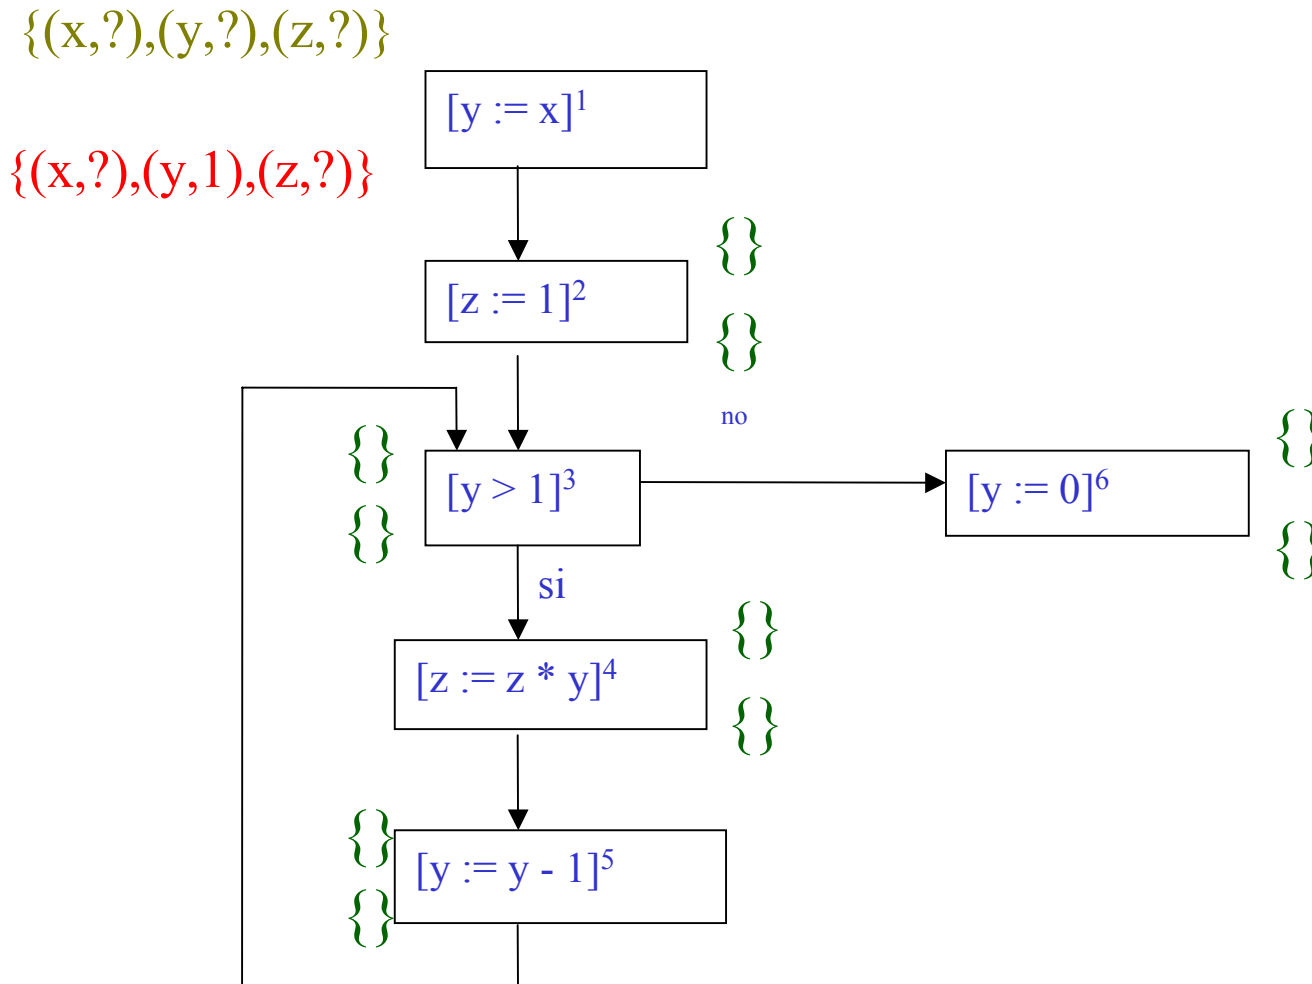 {(x,?),(y,?),(z,?)}
[y := x]1
{(x,?),(y,1),(z,?)}
{}
[z := 1]2
{}
no
{}
{}
[y > 1]3
[y := 0]6
{}
{}
si
{}
[z := z * y]4
{}
{}
[y := y - 1]5
{}